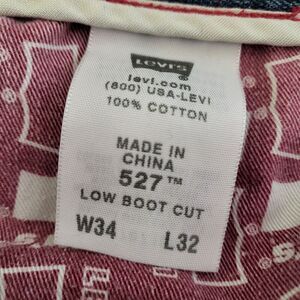 LEVI'S
levi.com
(800) USA-LEVI
100% COTTON
MADE IN
CHINA
527™
LOW BOOT CUT
W34 L32